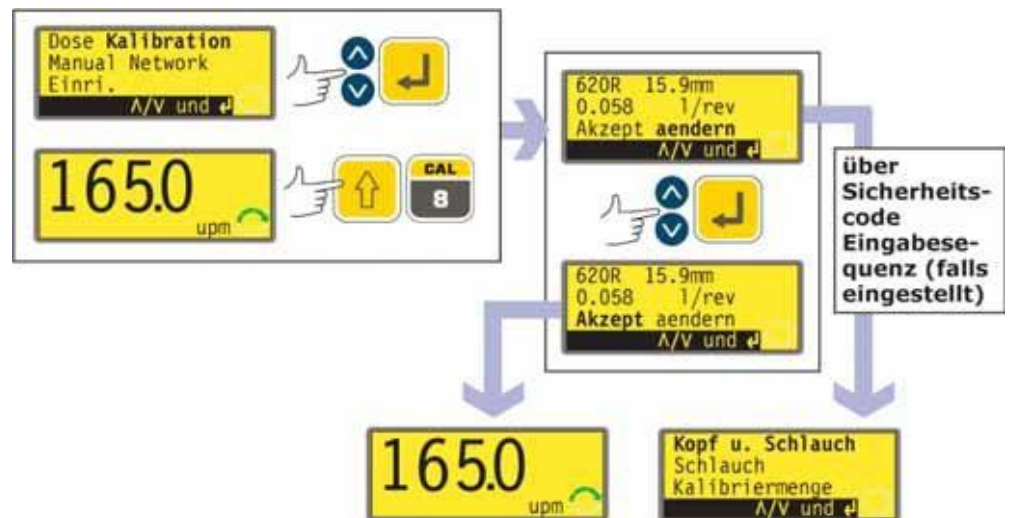 Dose Kalibration
Manual Network
Einri.
∧/∨ und ↵
165.0
upm
CAL
8
620R 15.9mm
0.058 l/rev
Akzept aendern
∧/∨ und ↵
620R 15.9mm
0.058 l/rev
Akzept aendern
∧/∨ und ↵
über
Sicherheits-
code
Eingabese-
quenz (falls
eingestellt)
165.0
upm
Kopf u. Schlauch
Schlauch
Kalibriermenge
∧/∨ und ↵